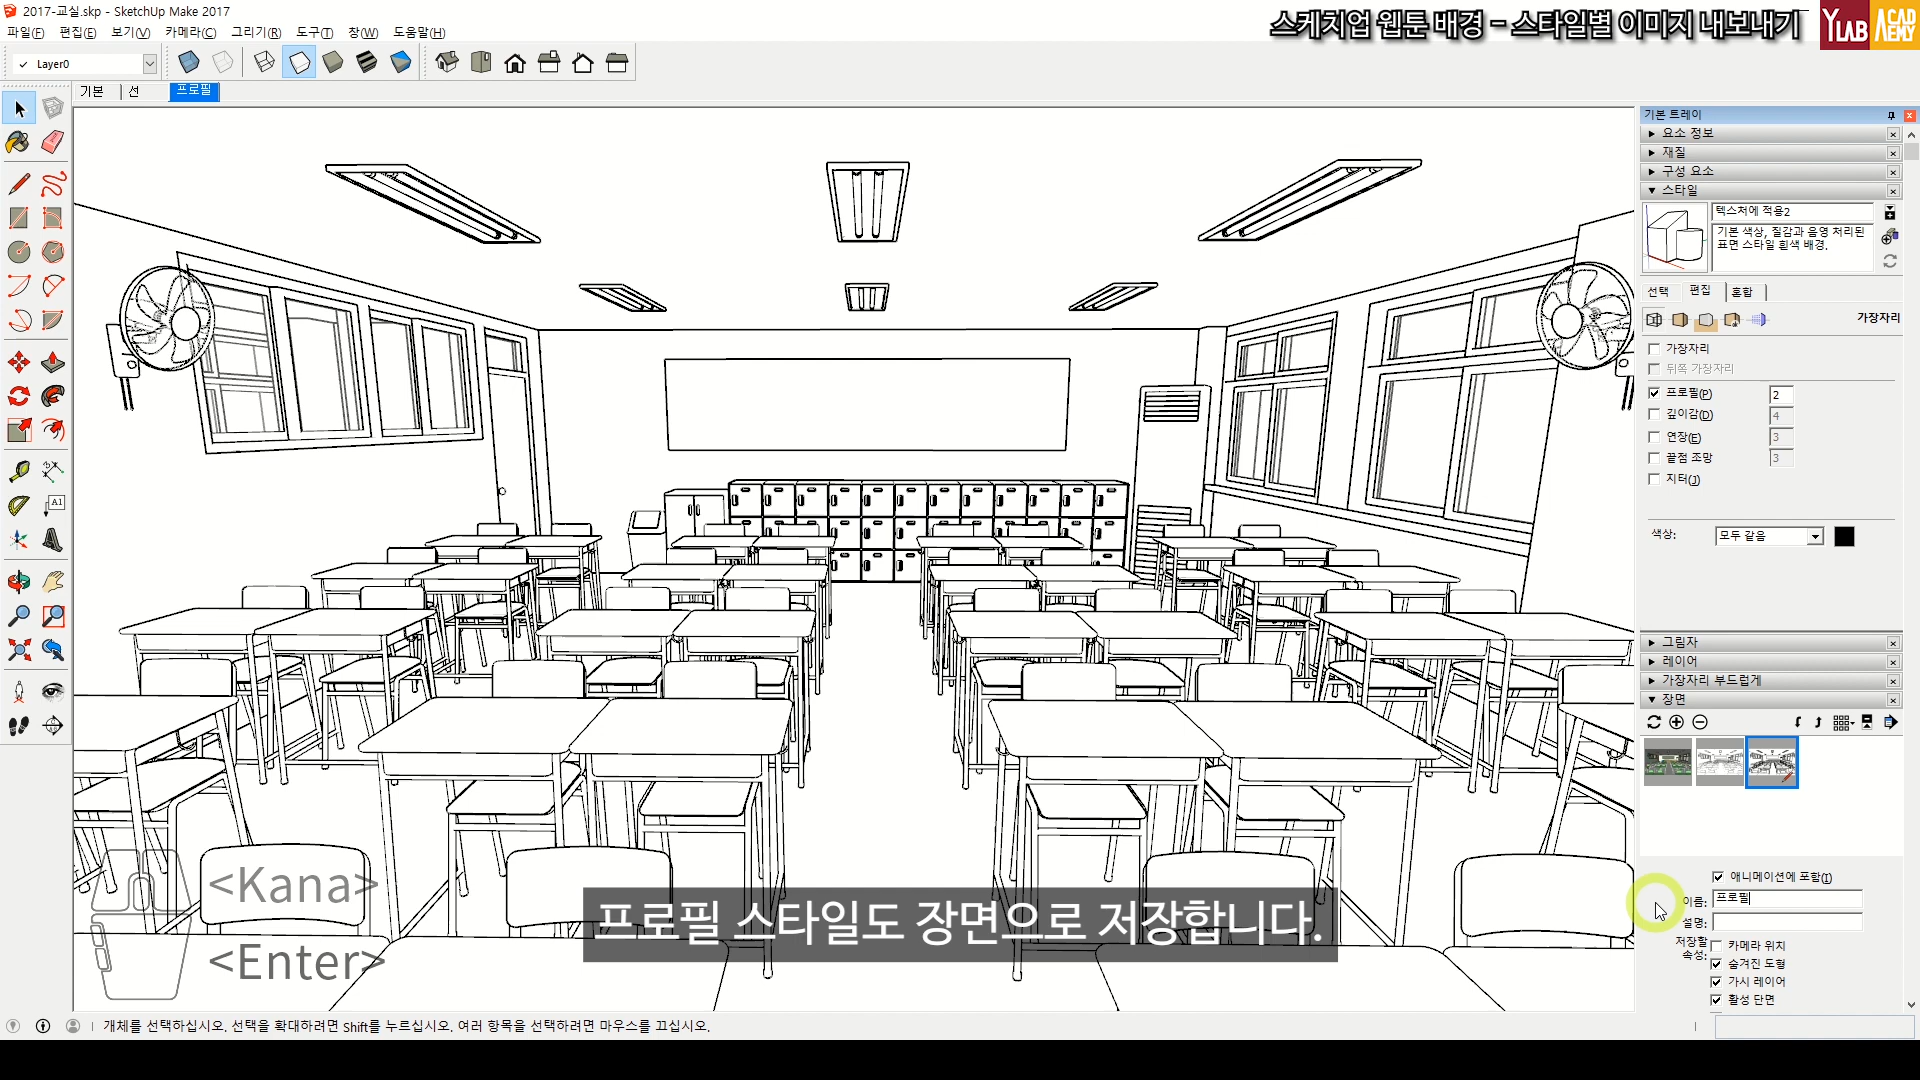 2017-교실.skp - SketchUp Make 2017
스케치업 웹툰 배경 - 스타일별 이미지 내보내기
YLAB ACADEMY
파일(F) 편집(E) 보기(V) 카메라(C) 그리기(R) 도구(T) 창(W) 도움말(H)
Layer0
기본 선 프로필
기본 트레이
요소 정보
재질
구성 요소
스타일
텍스처에 적용2
기본 색상, 질감과 음영 처리된
표면 스타일 흰색 배경.
선택 편집 혼합
가장자리
가장자리
뒤쪽 가장자리
프로필(P) 2
깊이감(D) 4
연장(E) 3
끝점 조망 3
지터(J)
색상: 모두 같음
그림자
레이어
가장자리 부드럽게
장면
애니메이션에 포함(I)
이름: 프로필
설명:
저장할
속성:
카메라 위치
숨겨진 도형
가시 레이어
활성 단면
A1
<Kana>
<Enter>
프로필 스타일도 장면으로 저장합니다.
개체를 선택하십시오. 선택을 확대하려면 Shift를 누르십시오. 여러 항목을 선택하려면 마우스를 끄십시오.